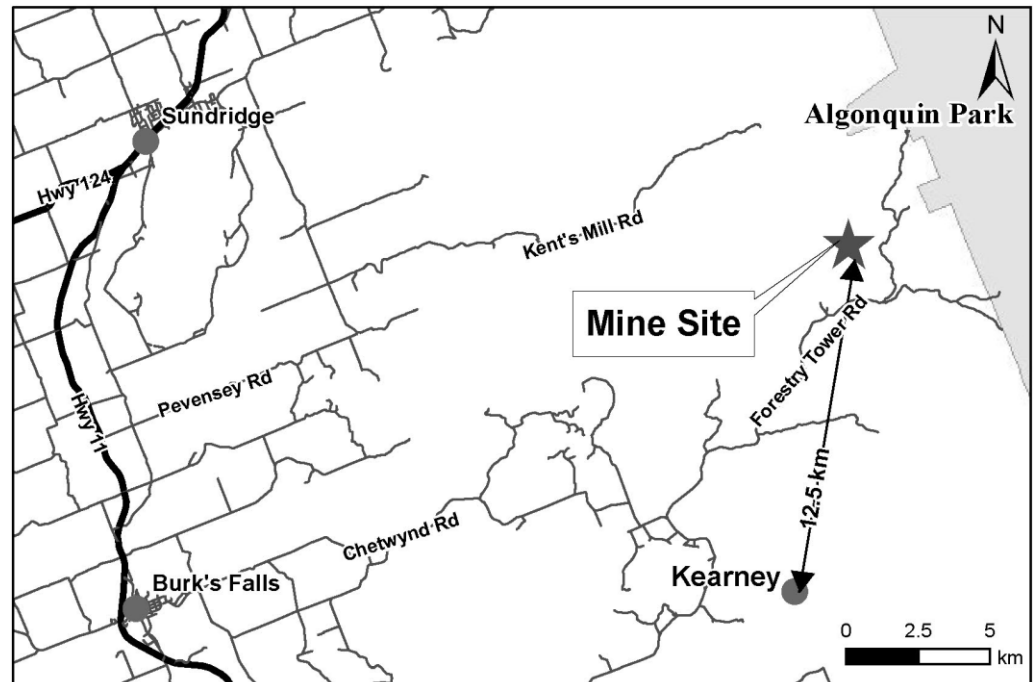 N
Algonquin Park
Sundridge
Hwy 124
Kent's Mill Rd
Mine Site
Forestry Tower Rd
Pevensey Rd
Hwy 11
12.5 km
Chetwynd Rd
Kearney
Burk's Falls
0 2.5 5
km